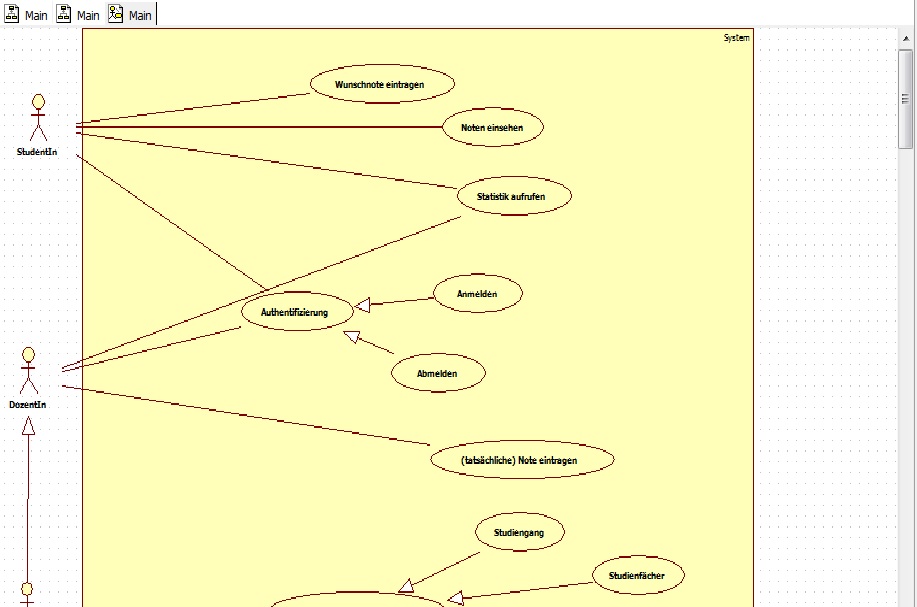 Main Main Main
System
Wunschnote eintragen
Noten einsehen
StudentIn
Statistik aufrufen
Anmelden
Authentifizierung
Abmelden
DozentIn
(tatsächliche) Note eintragen
Studiengang
Studienfächer